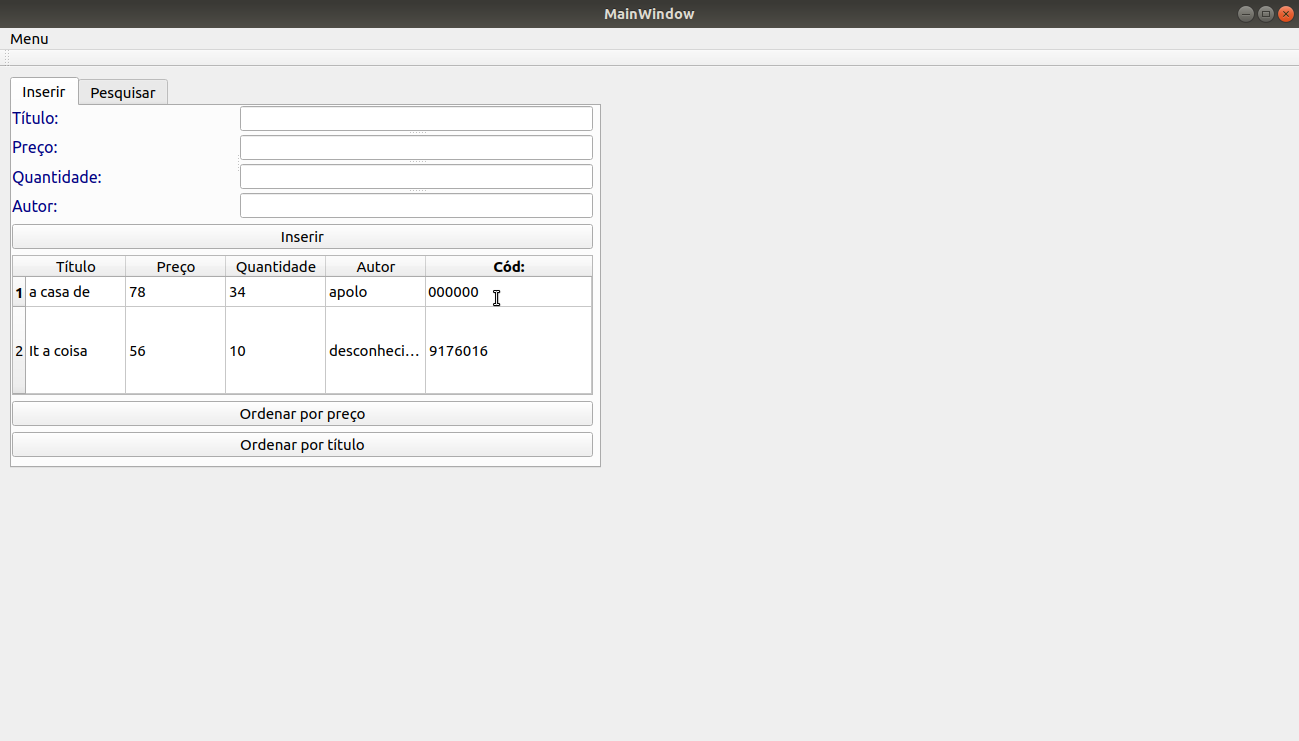 MainWindow
Menu
Inserir Pesquisar
Título:
Preço:
Quantidade:
Autor:
Inserir
Título Preço Quantidade Autor Cód:
1 a casa de 78 34 apolo 000000
2 It a coisa 56 10 desconheci... 9176016
Ordenar por preço
Ordenar por título